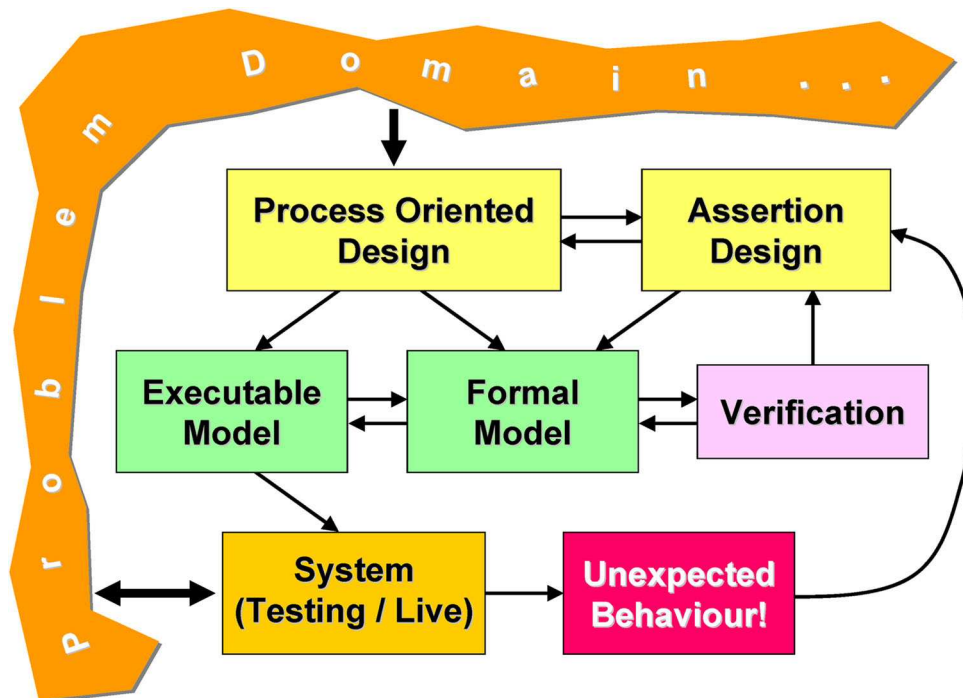 Problem Domain ...
Process Oriented
Design
Assertion
Design
Executable
Model
Formal
Model
Verification
System
(Testing / Live)
Unexpected
Behaviour!